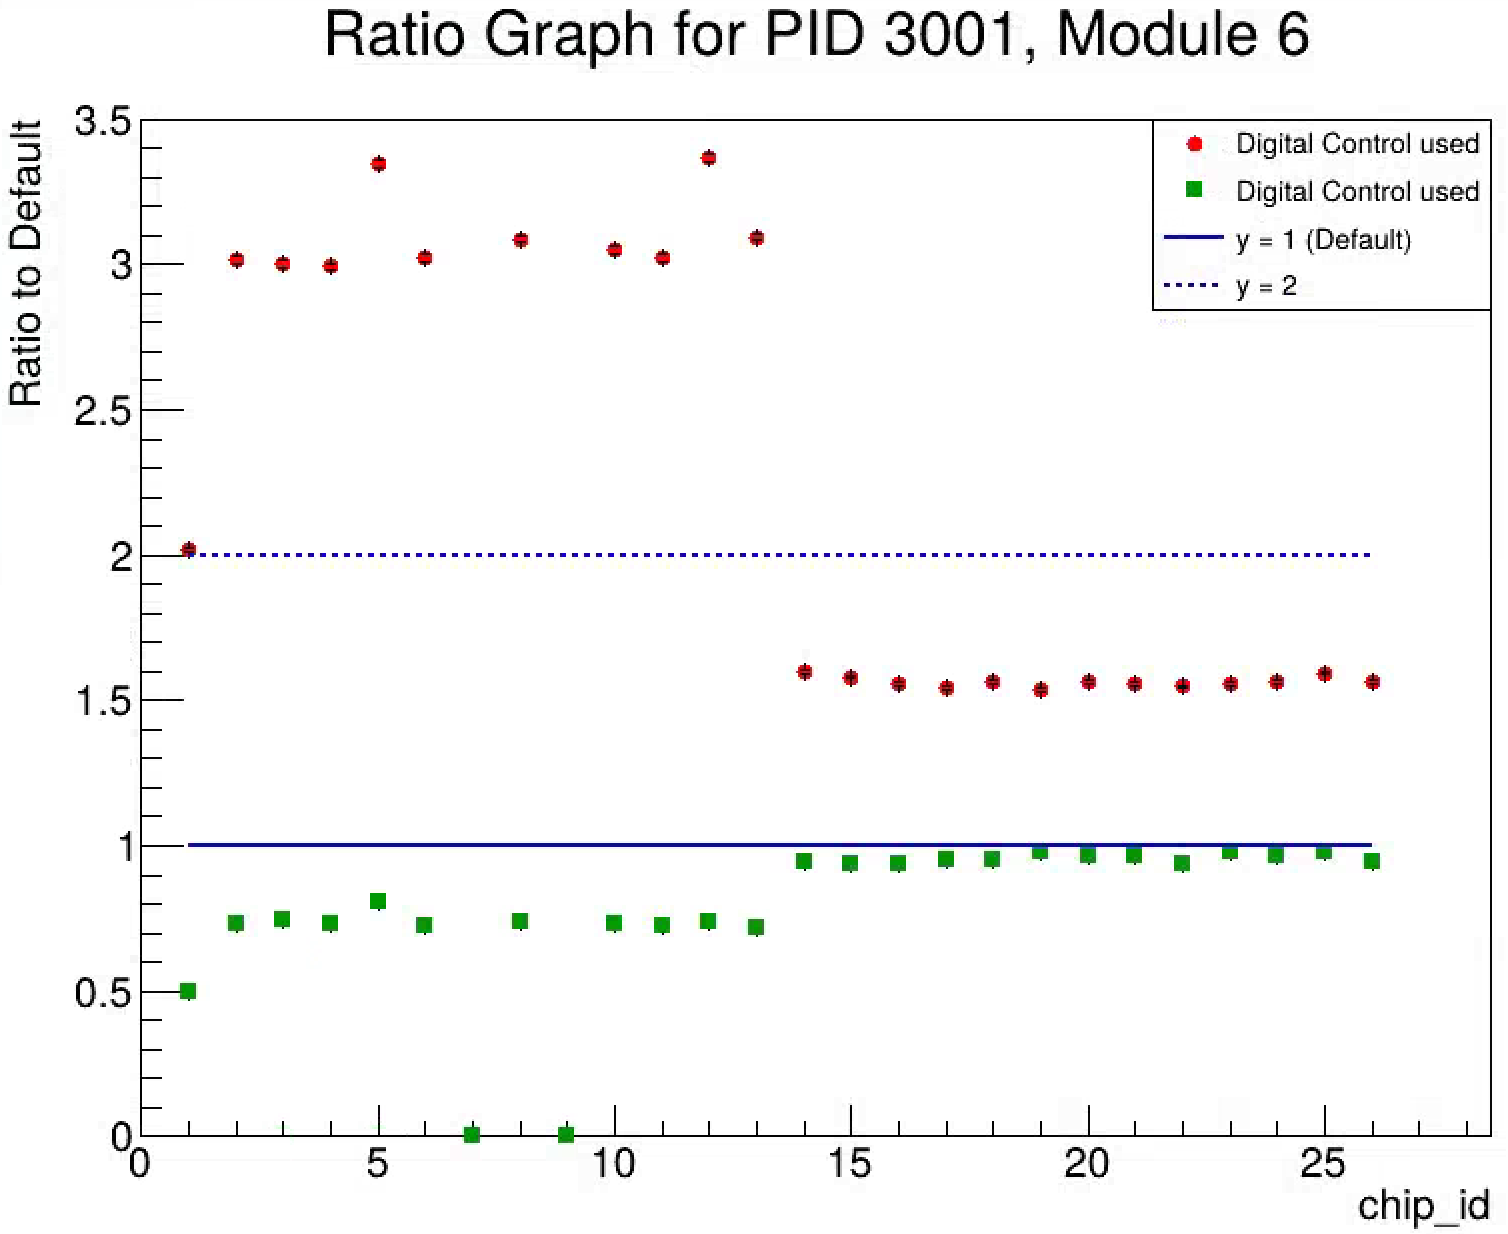 Ratio Graph for PID 3001, Module 6
Ratio to Default
3.5
3
2.5
2
1.5
1
0.5
0
0
5
10
15
20
25
chip_id
Digital Control used
Digital Control used
y = 1 (Default)
y = 2